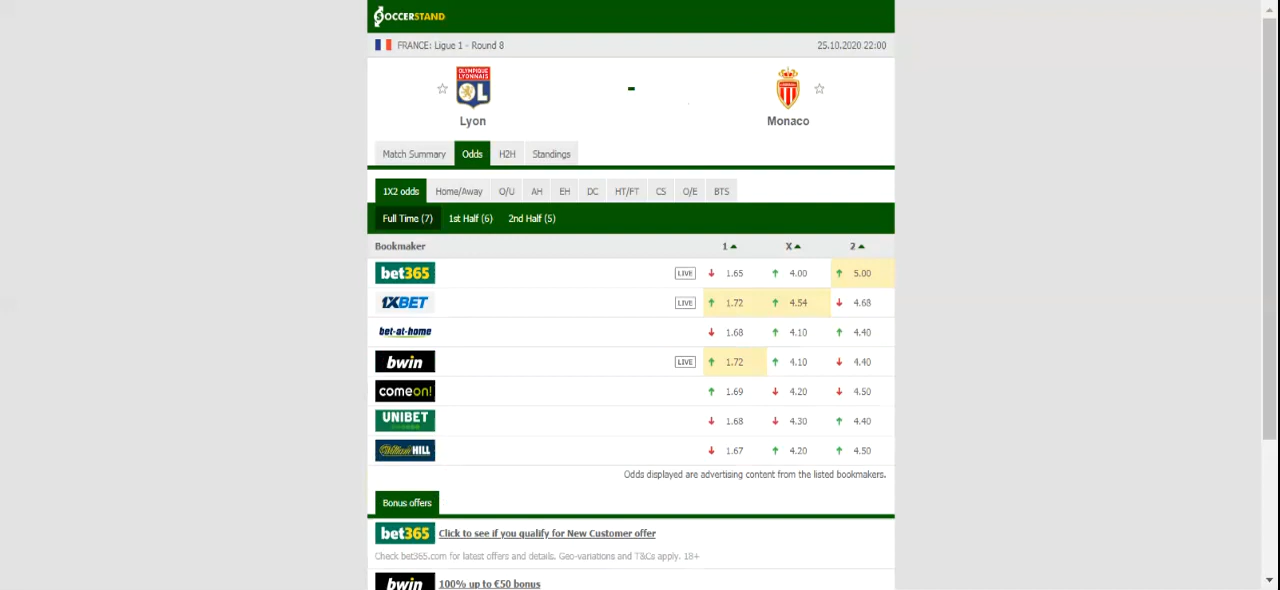 SOCCERSTAND
FRANCE: Ligue 1 - Round 8 25.10.2020 22:00
OLYMPIQUE
LYONNAIS
OL
-
Lyon Monaco
Match Summary Odds H2H Standings
1X2 odds Home/Away O/U AH EH DC HT/FT CS O/E BTS
Full Time (7) 1st Half (6) 2nd Half (5)
Bookmaker 1 X 2
bet365 LIVE 1.65 4.00 5.00
1XBET LIVE 1.72 4.54 4.68
bet-at-home 1.68 4.10 4.40
bwin LIVE 1.72 4.10 4.40
comeon! 1.69 4.20 4.50
UNIBET 1.68 4.30 4.40
William HILL 1.67 4.20 4.50
Odds displayed are advertising content from the listed bookmakers.
Bonus offers
bet365 Click to see if you qualify for New Customer offer
Check bet365.com for latest offers and details. Geo-variations and T&Cs apply. 18+
bwin 100% up to €50 bonus